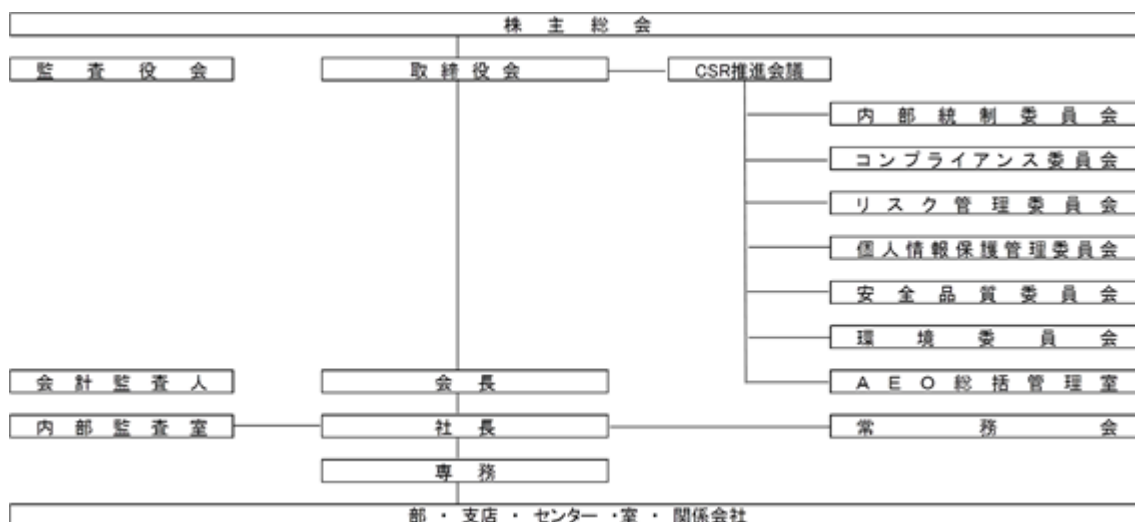 株主総会
監査役会 取締役会 CSR推進会議
内部統制委員会
コンプライアンス委員会
リスク管理委員会
個人情報保護管理委員会
安全品質委員会
環境委員会
会計監査人 会長 AEO総括管理室
内部監査室 社長 常務会
専務
部・支店・センター・室・関係会社